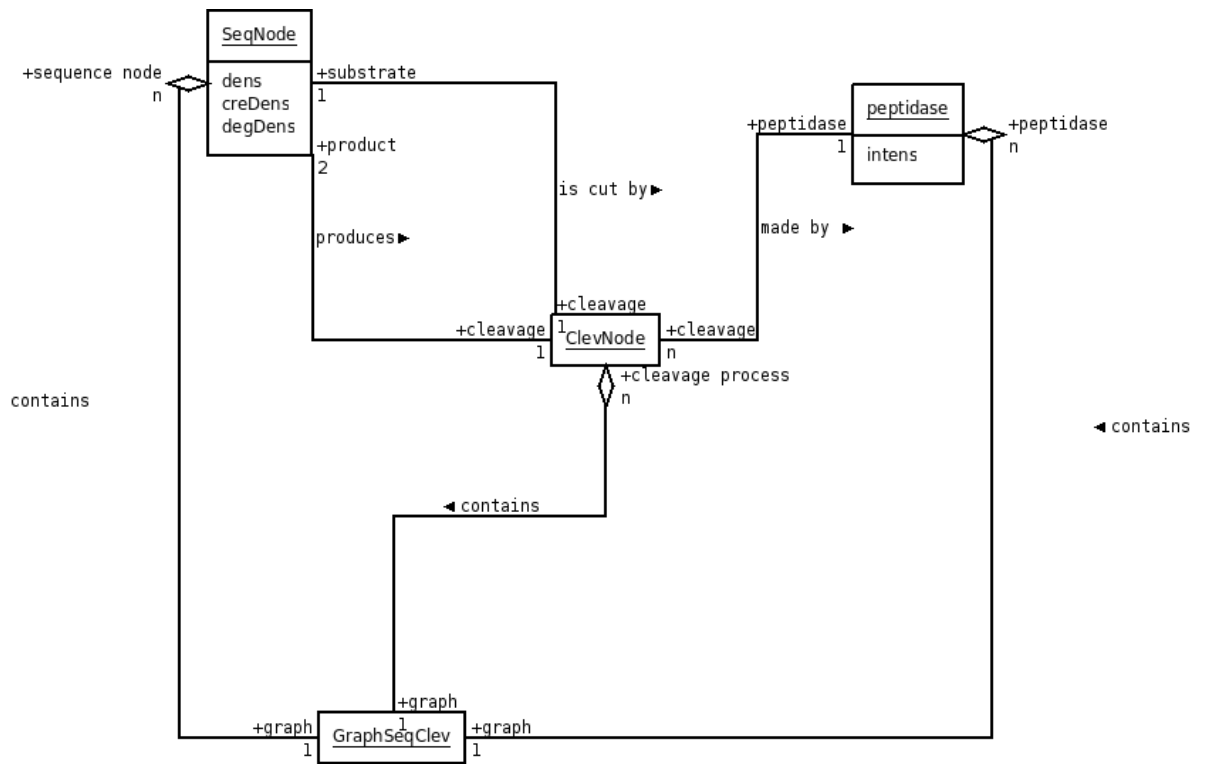 SeqNode
+sequence node
n
dens
creDens
degDens
+substrate
1
+product
2
peptidase
intens
+peptidase
1
+peptidase
n
is cut by►
produces►
made by ►
+cleavage
1
+cleavage
1
ClevNode
+cleavage
n
+cleavage process
n
contains
◄ contains
◄ contains
+graph
1
+graph
1
GraphSeqClev
+graph
1